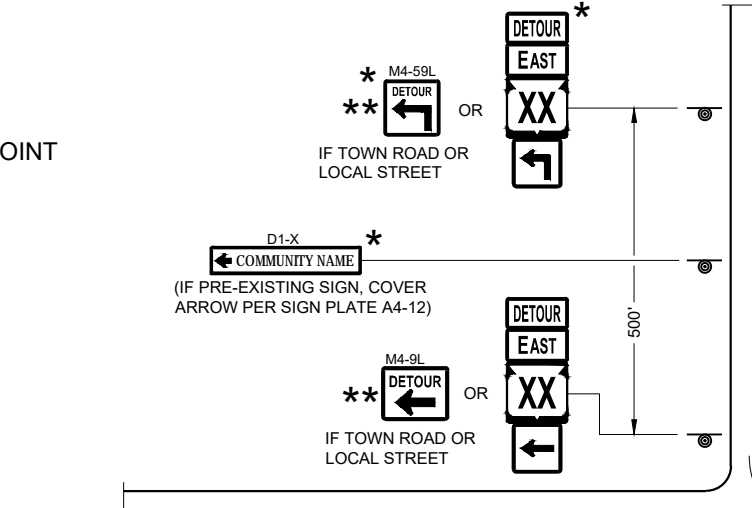 DETOUR *
EAST
* M4-59L
** DETOUR
OR
XX
OINT
IF TOWN ROAD OR
LOCAL STREET
D1-X *
COMMUNITY NAME
(IF PRE-EXISTING SIGN, COVER
ARROW PER SIGN PLATE A4-12)
500'
DETOUR
EAST
M4-9L
** DETOUR
OR
XX
IF TOWN ROAD OR
LOCAL STREET